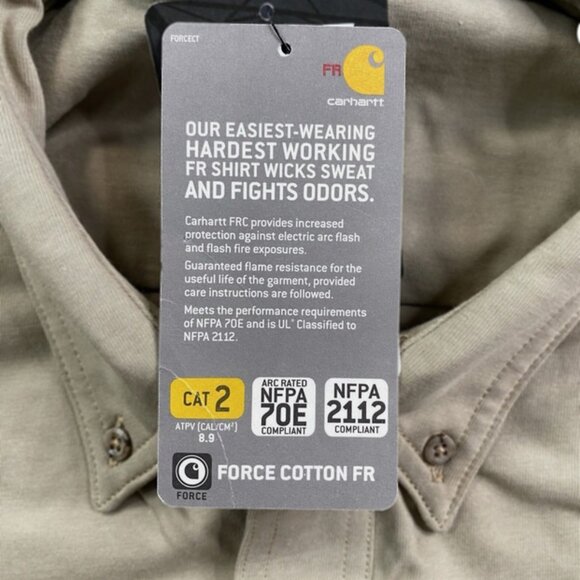 FORCECT
FR
carhartt
OUR EASIEST-WEARING
HARDEST WORKING
FR SHIRT WICKS SWEAT
AND FIGHTS ODORS.
Carhartt FRC provides increased
protection against electric arc flash
and flash fire exposures.
Guaranteed flame resistance for the
useful life of the garment, provided
care instructions are followed.
Meets the performance requirements
of NFPA 70E and is UL® Classified to
NFPA 2112.
CAT 2
ATPV (CAL/CM²)
8.9
ARC RATED
NFPA
70E
COMPLIANT
NFPA
2112
COMPLIANT
FORCE
FORCE COTTON FR